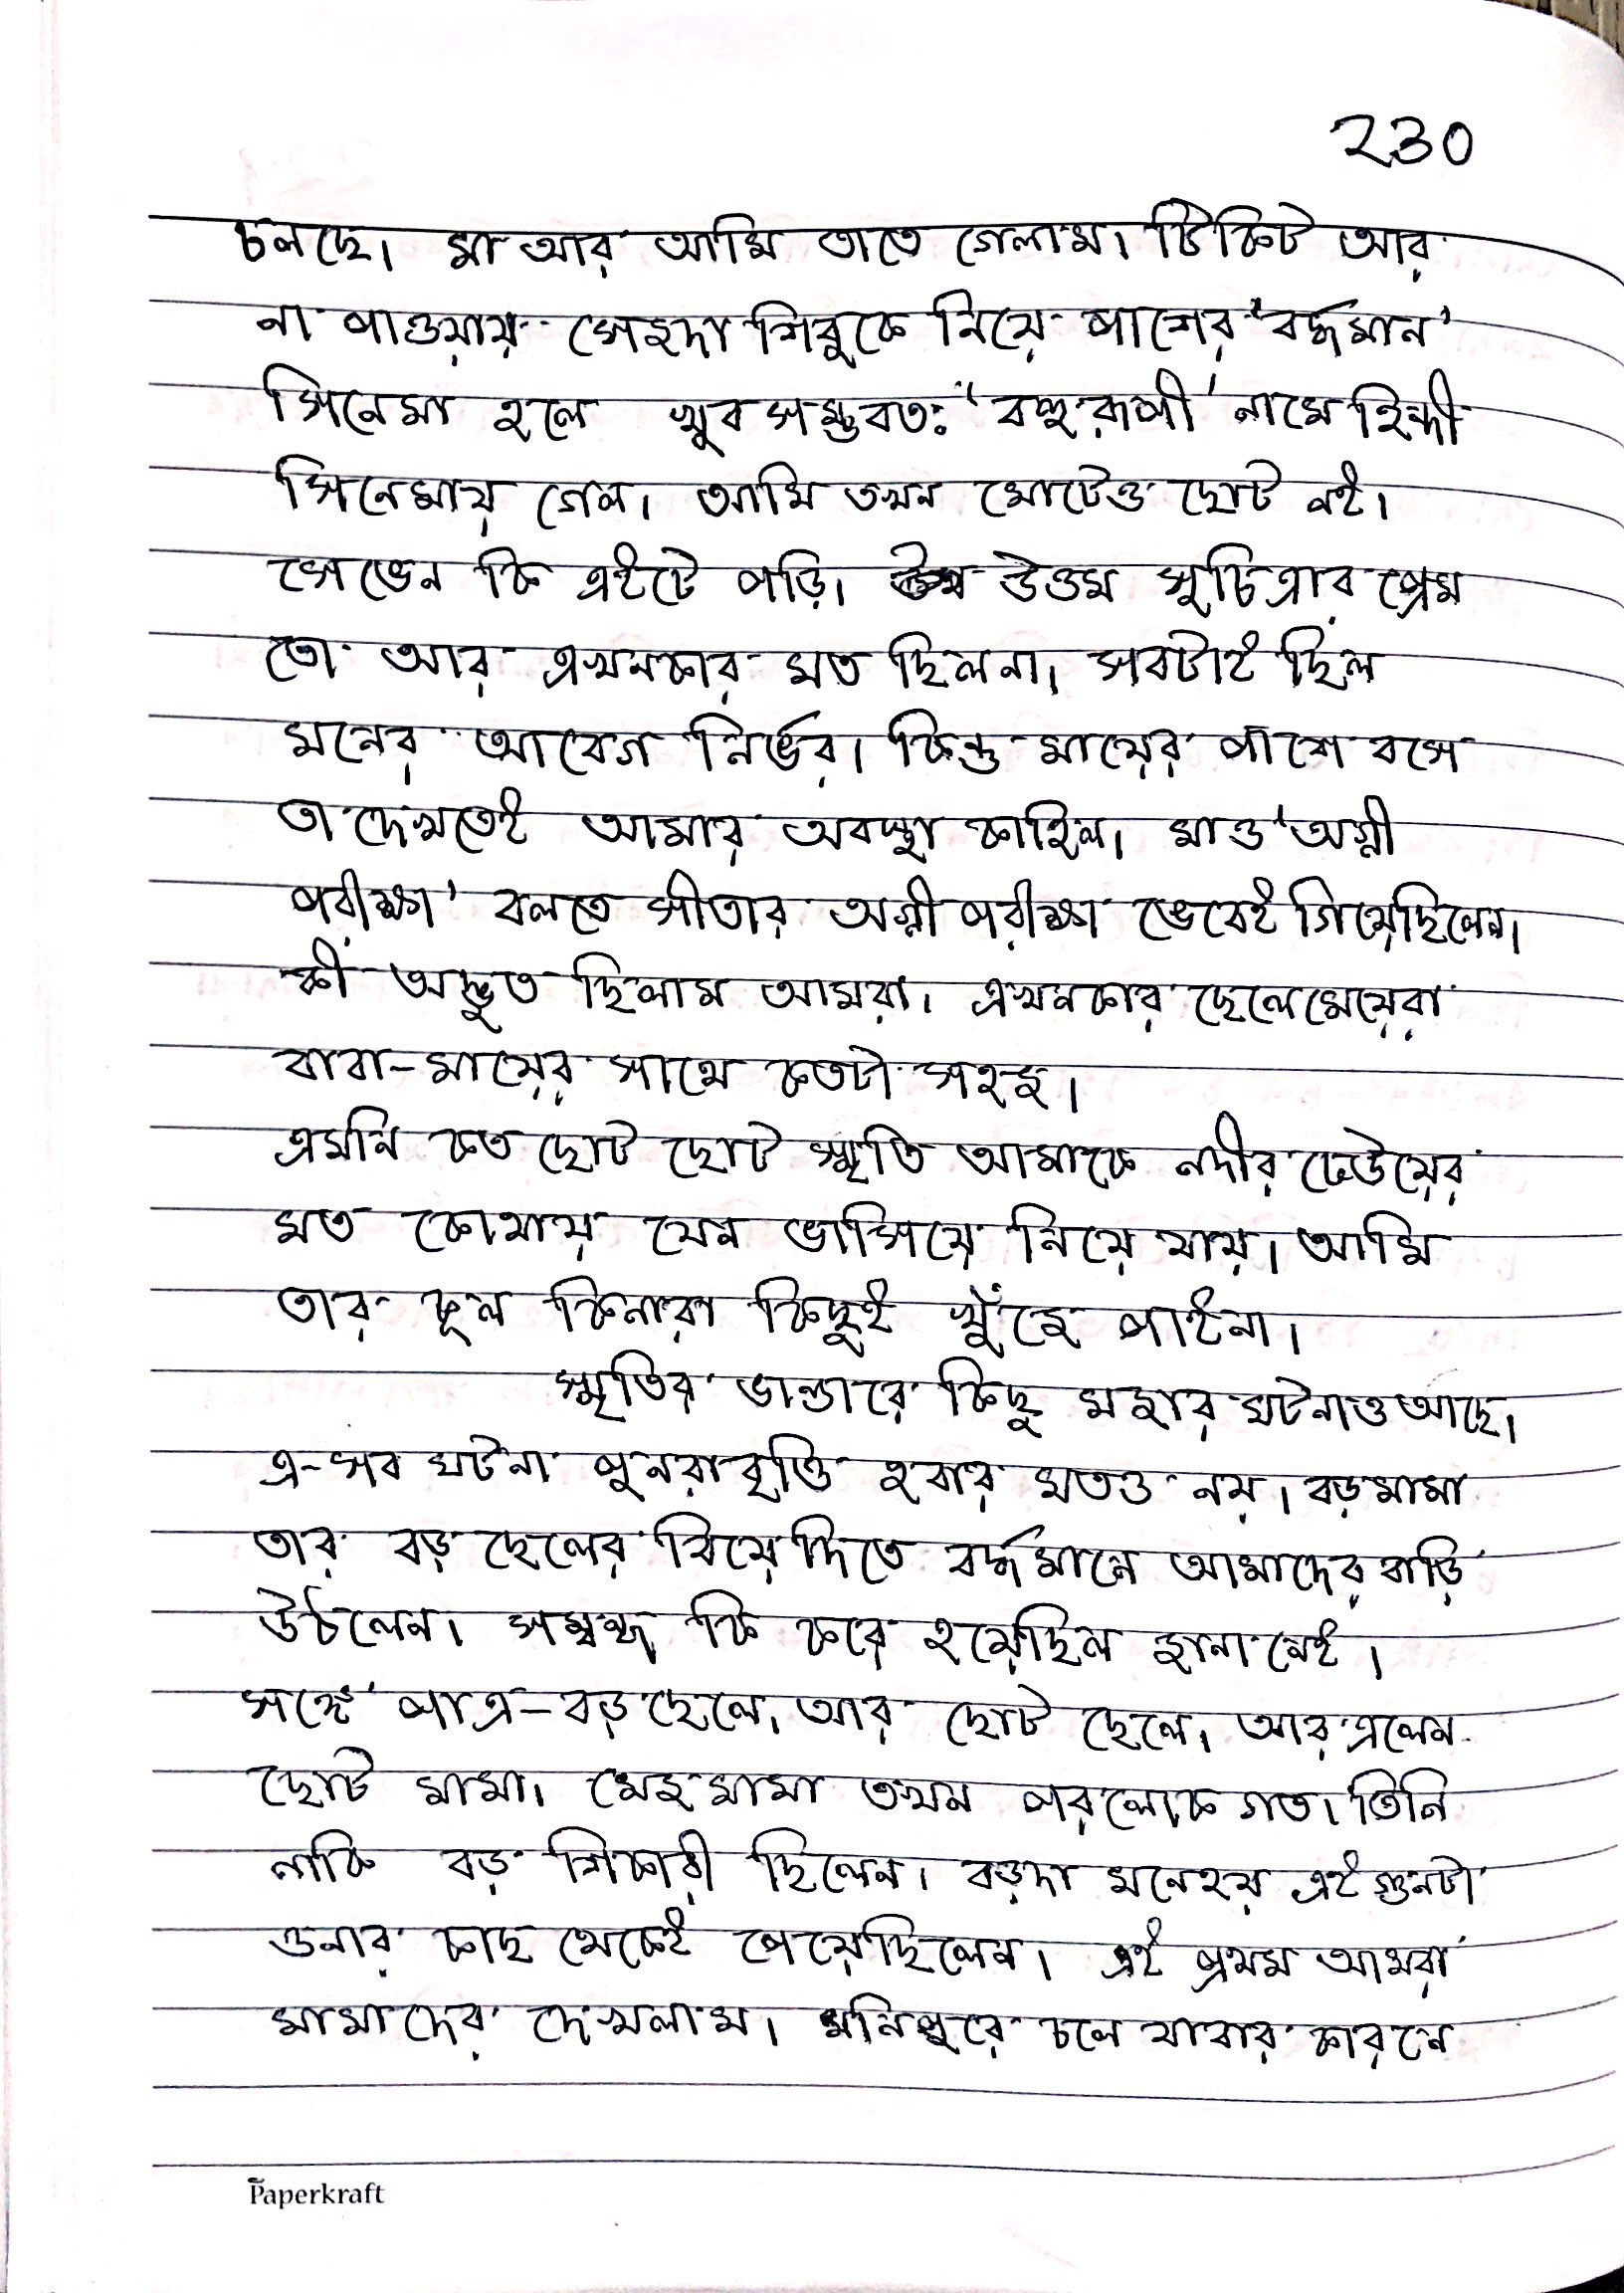 230
চলছে। মা আর আমি তাতে গেলাম। টিকিট আর
না পাওয়ায় সেজদা শিবুকে নিয়ে পাশের 'বর্দ্ধমান'
সিনেমা হলে খুব সম্ভবতঃ 'বহুরূপী' নামে হিন্দী
সিনেমায় গেল। আমি তখন মোটেও ছোট নই।
সেভেন কি এইটে পড়ি। উত্তম সুচিত্রার প্রেম
তো আর এখনকার মত ছিলনা। সবটাই ছিল
মনের আবেগ নির্ভর। কিন্তু মায়ের পাশে বসে
তা দেখতেই আমার অবস্থা কাহিল। মাও 'অগ্নী
পরীক্ষা' বলতে সীতার অগ্নী পরীক্ষা ভেবেই গিয়েছিলেন।
কী অদ্ভুত ছিলাম আমরা। এখনকার ছেলেমেয়েরা
বাবা-মায়ের সাথে কতটা সহজ।
এমনি কত ছোট ছোট স্মৃতি আমাকে নদীর ঢেউয়ের
মত কোথায় যেন ভাসিয়ে নিয়ে যায়। আমি
তার কূল কিনারা কিছুই খুঁজে পাইনা।
স্মৃতির ভান্ডারে কিছু মজার ঘটনাও আছে।
এ-সব ঘটনা পুনরাবৃত্তি হবার মতও নয়। বড়মামা
তার বড় ছেলের বিয়ে দিতে বর্দ্ধমানে আমাদের বাড়ি
উঠলেন। সম্বন্ধ কি করে হয়েছিল জানা নেই।
সঙ্গে পাত্র-বড় ছেলে, আর ছোট ছেলে। আর এলেন
ছোট মামা। মেজমামা তখন পরলোক গত। তিনি
নাকি বড় শিকারী ছিলেন। বড়দা মনেহয় এই গুনটা
ওনার কাছ থেকেই পেয়েছিলেন। এই প্রথম আমরা
মামাদের দেখলাম। মনিপুরে চলে যাবার কারনে
Paperkraft